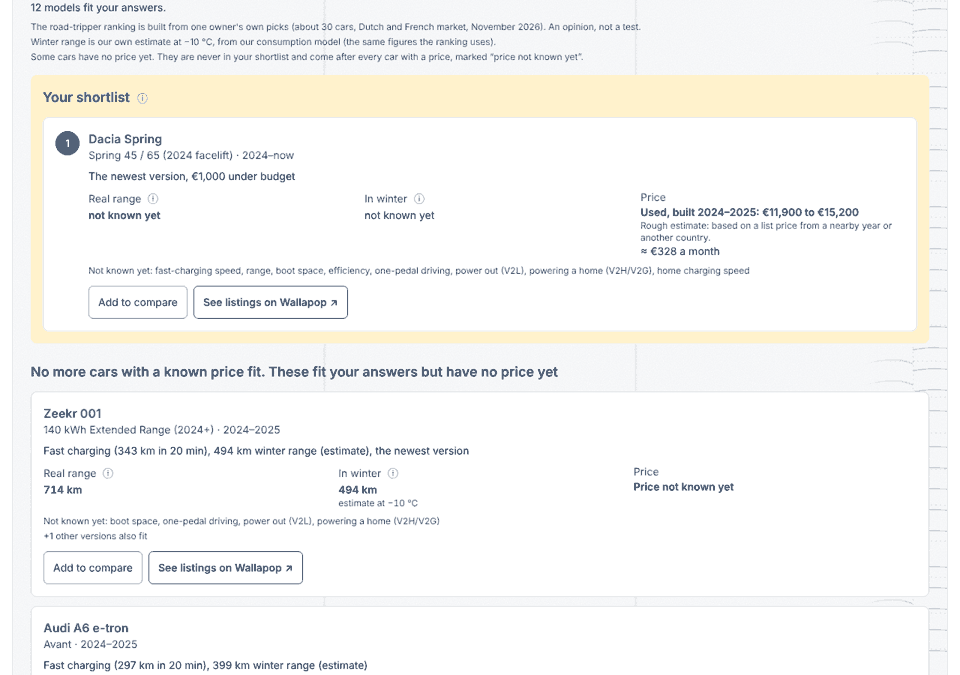 12 models fit your answers.
The road-tripper ranking is built from one owner's own picks (about 30 cars, Dutch and French market, November 2026). An opinion, not a test.
Winter range is our own estimate at −10 °C, from our consumption model (the same figures the ranking uses).
Some cars have no price yet. They are never in your shortlist and come after every car with a price, marked “price not known yet”.
Your shortlist ⓘ
1
Dacia Spring
Spring 45 / 65 (2024 facelift) · 2024–now
The newest version, €1,000 under budget
Real range ⓘ
not known yet
In winter ⓘ
not known yet
Price
Used, built 2024–2025: €11,900 to €15,200
Rough estimate: based on a list price from a nearby year or
another country.
≈ €328 a month
Not known yet: fast-charging speed, range, boot space, efficiency, one-pedal driving, power out (V2L), powering a home (V2H/V2G), home charging speed
Add to compare
See listings on Wallapop ↗
No more cars with a known price fit. These fit your answers but have no price yet
Zeekr 001
140 kWh Extended Range (2024+) · 2024–2025
Fast charging (343 km in 20 min), 494 km winter range (estimate), the newest version
Real range ⓘ
714 km
In winter ⓘ
494 km
estimate at −10 °C
Price
Price not known yet
Not known yet: boot space, one-pedal driving, power out (V2L), powering a home (V2H/V2G)
+1 other versions also fit
Add to compare
See listings on Wallapop ↗
Audi A6 e-tron
Avant · 2024–2025
Fast charging (297 km in 20 min), 399 km winter range (estimate)